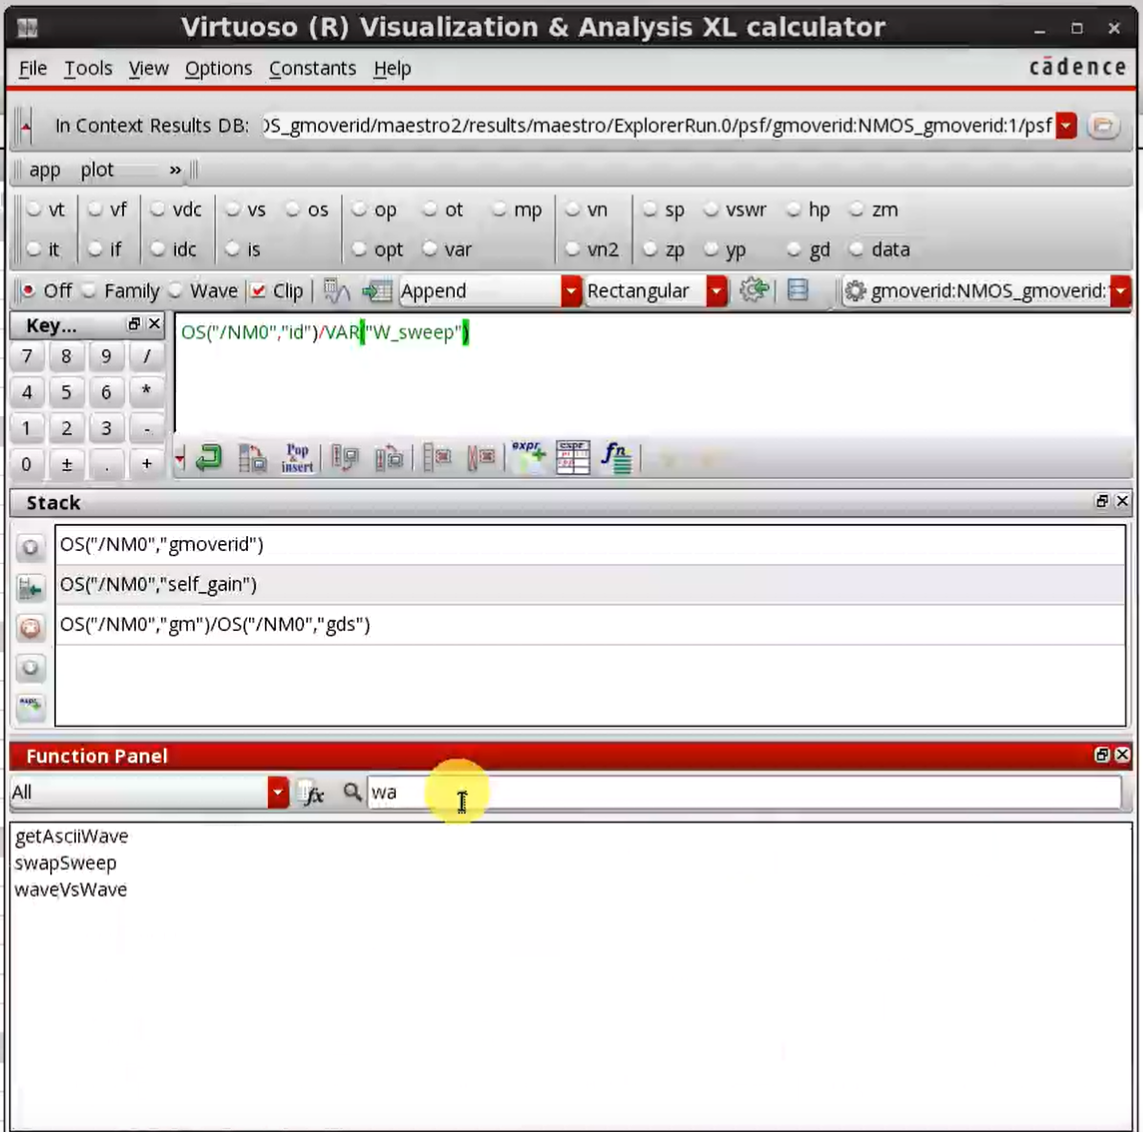 Virtuoso (R) Visualization & Analysis XL calculator
File Tools View Options Constants Help cādence
In Context Results DB: OS_gmoverid/maestro2/results/maestro/ExplorerRun.0/psf/gmoverid:NMOS_gmoverid:1/psf
app plot »
vt vf vdc vs os op ot mp vn sp vswr hp zm
it if idc is opt var vn2 zp yp gd data
Off Family Wave Clip Append Rectangular gmoverid:NMOS_gmoverid:
Key...
OS("/NM0","id")/VAR("W_sweep")
7 8 9 /
4 5 6 *
1 2 3 -
0 ± . +
Pop insert expr expr fn
Stack
OS("/NM0","gmoverid")
OS("/NM0","self_gain")
OS("/NM0","gm")/OS("/NM0","gds")
expr
Function Panel
All fx wa
getAsciiWave
swapSweep
waveVsWave